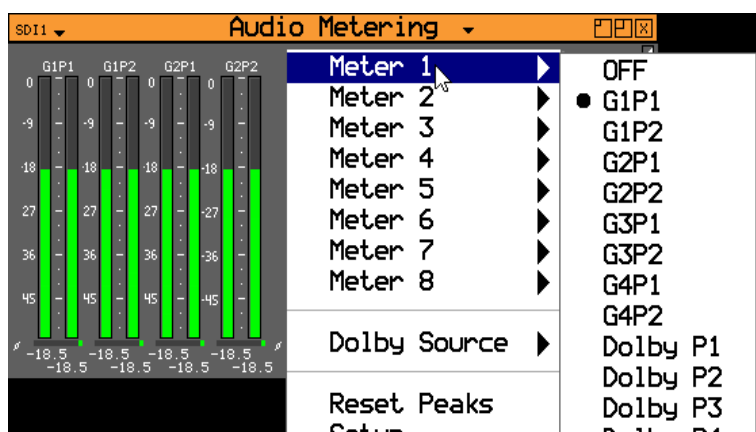 SDI1 Audio Metering
G1P1 G1P2 G2P1 G2P2
0 0 0 0
-9 -9 -9 -9
-18 -18 -18 -18
27 27 27 -27
36 36 36 -36
45 45 45 -45
-18.5 -18.5 -18.5 -18.5
-18.5 -18.5 -18.5 -18.5
Meter 1
Meter 2
Meter 3
Meter 4
Meter 5
Meter 6
Meter 7
Meter 8
Dolby Source
Reset Peaks
OFF
G1P1
G1P2
G2P1
G2P2
G3P1
G3P2
G4P1
G4P2
Dolby P1
Dolby P2
Dolby P3